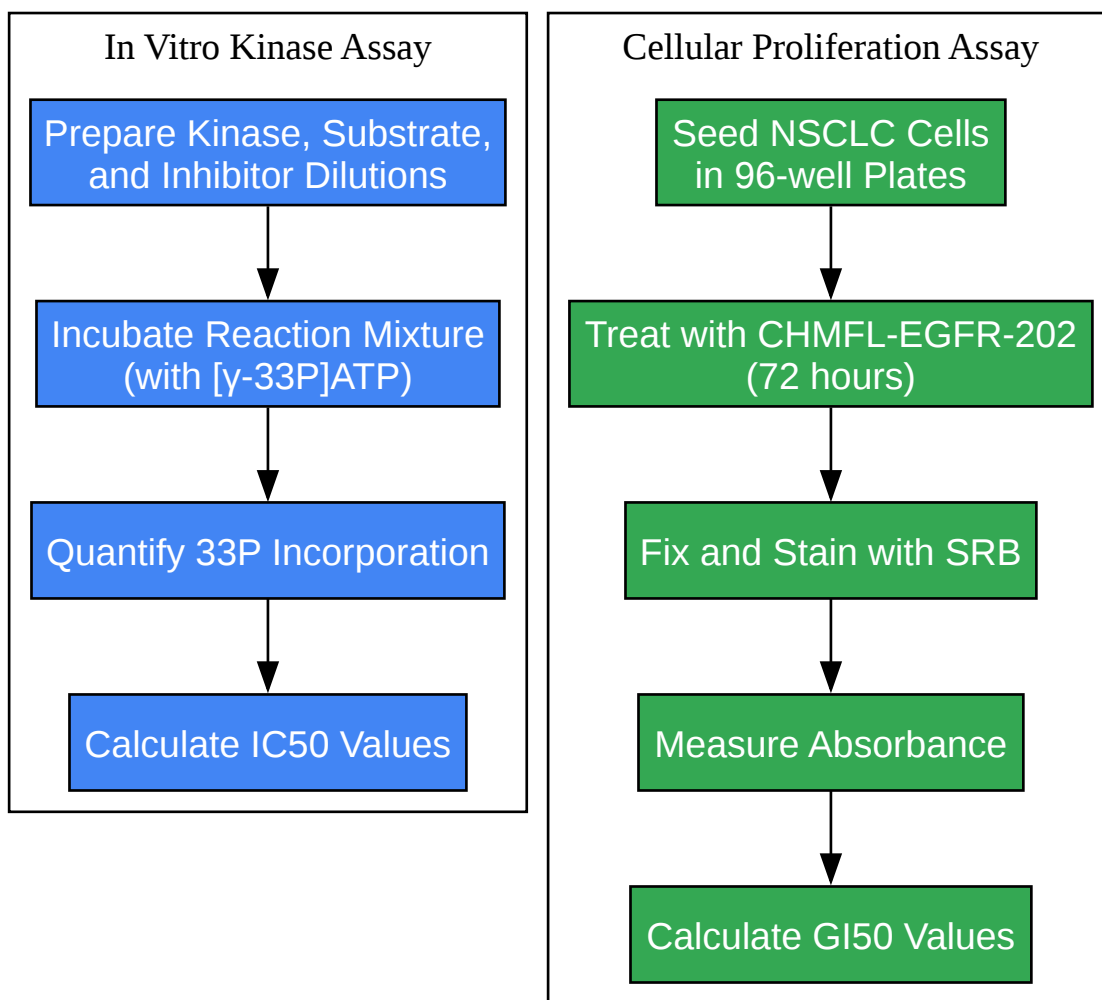 In Vitro Kinase Assay
Prepare Kinase, Substrate,
and Inhibitor Dilutions
Incubate Reaction Mixture
(with [γ-33P]ATP)
Quantify 33P Incorporation
Calculate IC50 Values
Cellular Proliferation Assay
Seed NSCLC Cells
in 96-well Plates
Treat with CHMFL-EGFR-202
(72 hours)
Fix and Stain with SRB
Measure Absorbance
Calculate GI50 Values